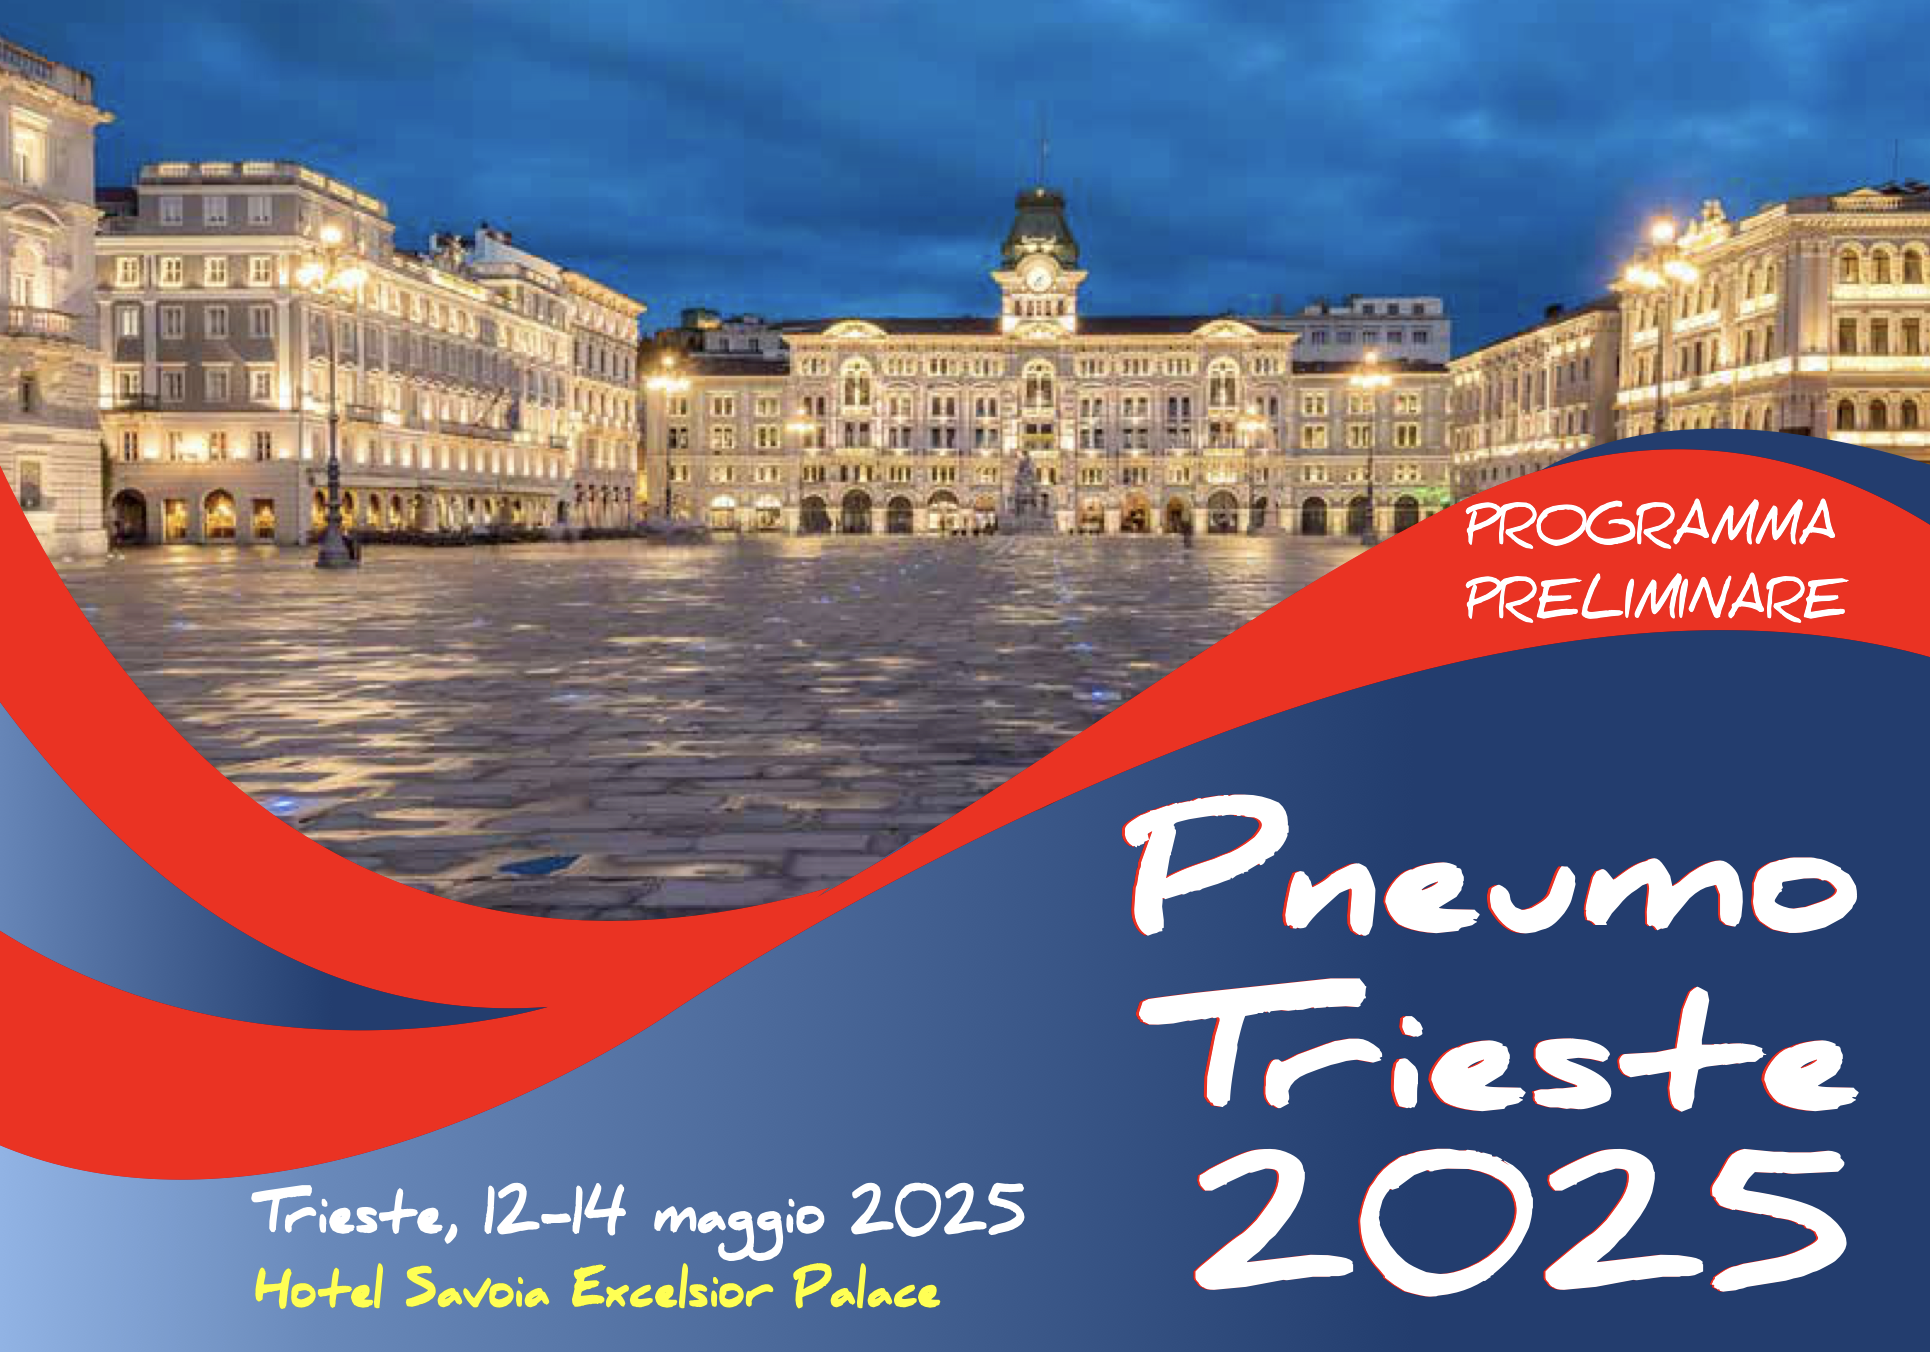 PROGRAMMA
PRELIMINARE
Pneumo
Trieste
2025
Trieste, 12-14 maggio 2025
Hotel Savoia Excelsior Palace